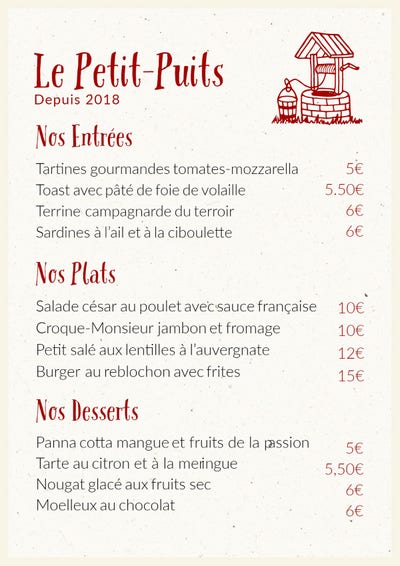 Le Petit-Puits
Depuis 2018
Nos Entrées
Tartines gourmandes tomates-mozzarella 5€
Toast avec pâté de foie de volaille 5.50€
Terrine campagnarde du terroir 6€
Sardines à l'ail et à la ciboulette 6€
Nos Plats
Salade césar au poulet avec sauce française 10€
Croque-Monsieur jambon et fromage 10€
Petit salé aux lentilles à l'auvergnate 12€
Burger au reblochon avec frites 15€
Nos Desserts
Panna cotta mangue et fruits de la passion 5€
Tarte au citron et à la meringue 5,50€
Nougat glacé aux fruits sec 6€
Moelleux au chocolat 6€